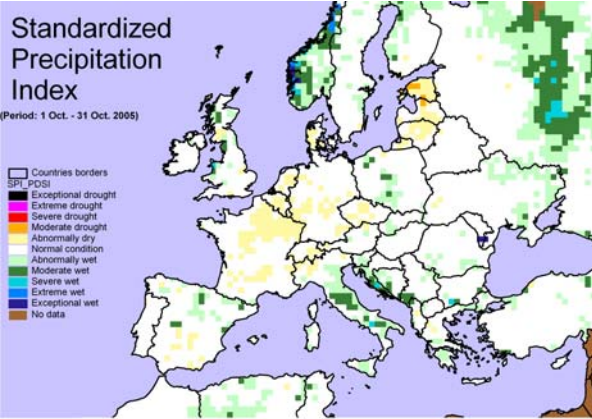 Standardized
Precipitation
Index
(Period: 1 Oct. - 31 Oct. 2005)
Countries borders
SPI_PDSI
Exceptional drought
Extreme drought
Severe drought
Moderate drought
Abnormally dry
Normal condition
Abnormally wet
Moderate wet
Severe wet
Extreme wet
Exceptional wet
No data